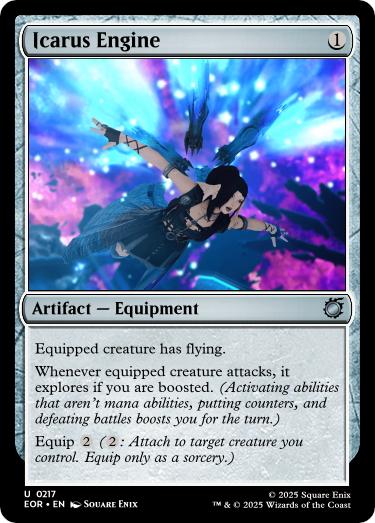 Icarus Engine 1
Artifact — Equipment
Equipped creature has flying.
Whenever equipped creature attacks, it
explores if you are boosted. (Activating abilities
that aren't mana abilities, putting counters, and
defeating battles boosts you for the turn.)
Equip 2 (2: Attach to target creature you
control. Equip only as a sorcery.)
U 0217
EOR • EN SQUARE ENIX
© 2025 Square Enix
™ & © 2025 Wizards of the Coast